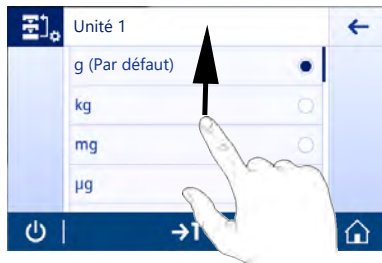 Unité 1
g (Par défaut)
kg
mg
µg
→T